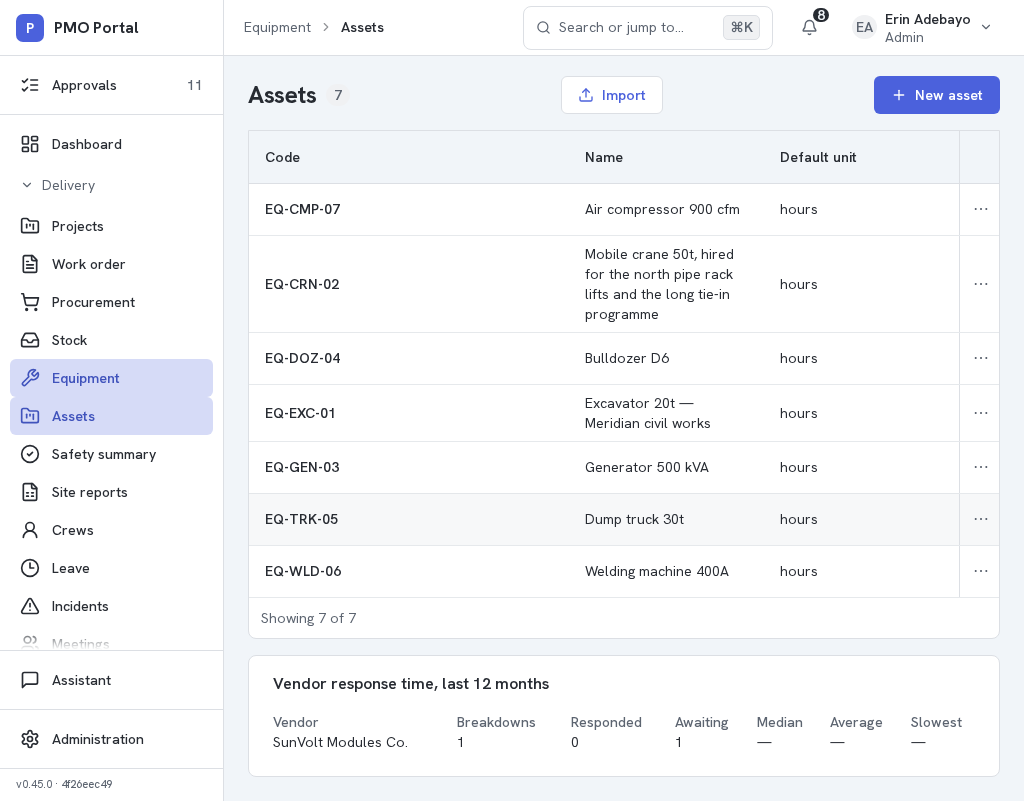 P PMO Portal
Approvals 11
Dashboard
Delivery
Projects
Work order
Procurement
Stock
Equipment
Assets
Safety summary
Site reports
Crews
Leave
Incidents
Meetings
Assistant
Administration
v0.45.0 · 4f26eec49
Equipment > Assets
Search or jump to... ⌘K
8
EA Erin Adebayo
Admin
Assets 7
Import
New asset
Code Name Default unit
EQ-CMP-07 Air compressor 900 cfm hours ...
EQ-CRN-02 Mobile crane 50t, hired
for the north pipe rack
lifts and the long tie-in
programme hours ...
EQ-DOZ-04 Bulldozer D6 hours ...
EQ-EXC-01 Excavator 20t —
Meridian civil works hours ...
EQ-GEN-03 Generator 500 kVA hours ...
EQ-TRK-05 Dump truck 30t hours ...
EQ-WLD-06 Welding machine 400A hours ...
Showing 7 of 7
Vendor response time, last 12 months
Vendor Breakdowns Responded Awaiting Median Average Slowest
SunVolt Modules Co. 1 0 1 — — —